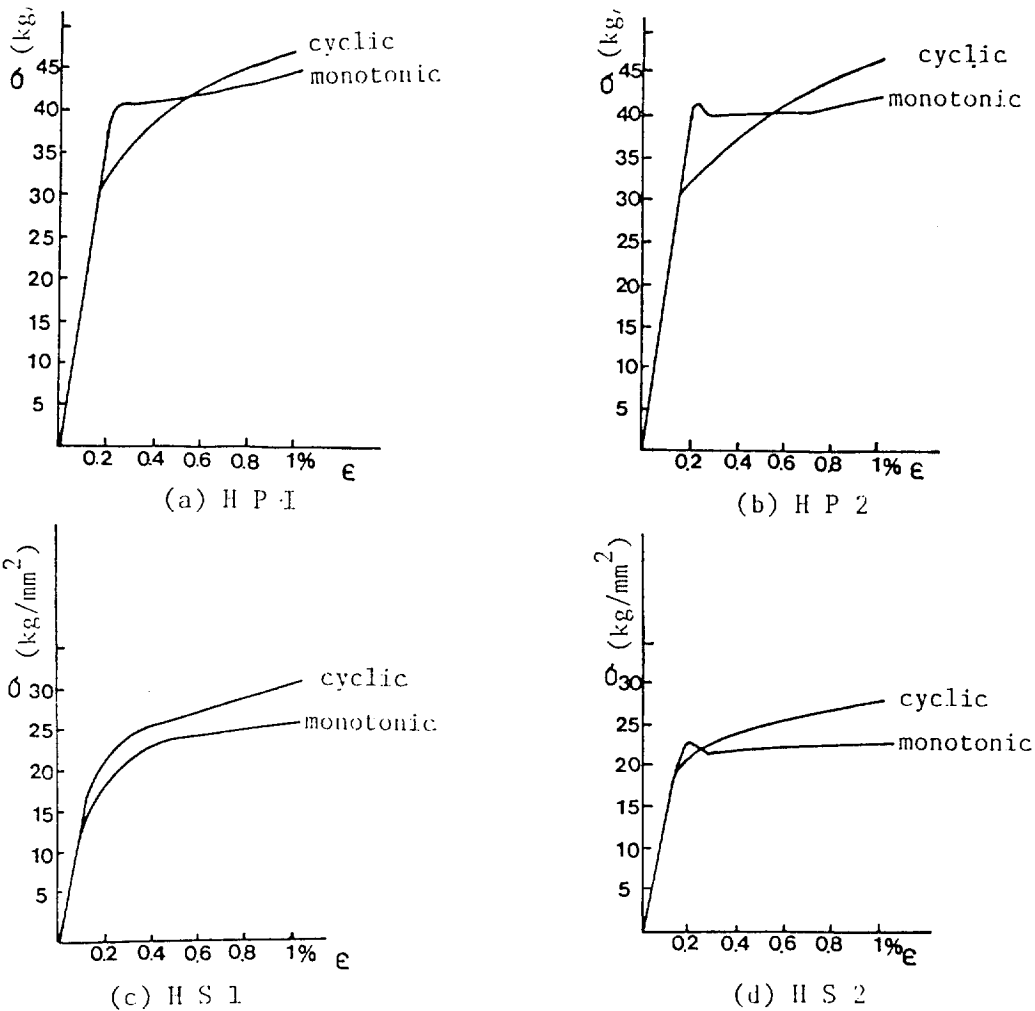 σ (kg/
45
40
35
30
25
20
15
10
5
cyclic
monotonic
0.2 0.4 0.6 0.8 1% ε
(a) H P 1
σ (kg/
45
40
35
30
25
20
15
10
5
cyclic
monotonic
0.2 0.4 0.6 0.8 1% ε
(b) H P 2
σ (kg/mm²)
30
25
20
15
10
5
cyclic
monotonic
0.2 0.4 0.6 0.8 1% ε
(c) H S 1
σ (kg/mm²)
30
25
20
15
10
5
cyclic
monotonic
0.2 0.4 0.6 0.8 1% ε
(d) H S 2